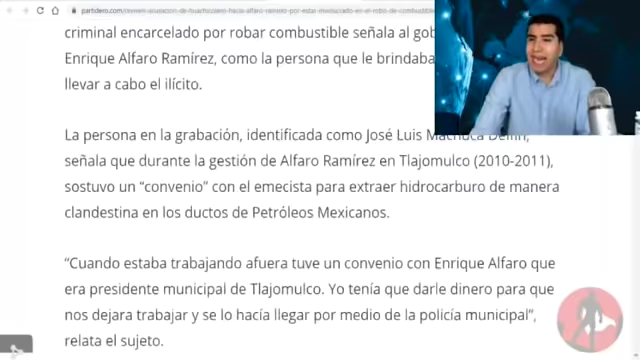 partidero.com/reviven-acusacion-de-huachicolero-hacia-alfaro-ramirez-por-estar-involucrado-en-el-robo-de-combustible
criminal encarcelado por robar combustible señala al gob
Enrique Alfaro Ramírez, como la persona que le brindaba
llevar a cabo el ilícito.
La persona en la grabación, identificada como José Luis Machuca Delfín,
señala que durante la gestión de Alfaro Ramírez en Tlajomulco (2010-2011),
sostuvo un “convenio” con el emecista para extraer hidrocarburo de manera
clandestina en los ductos de Petróleos Mexicanos.
“Cuando estaba trabajando afuera tuve un convenio con Enrique Alfaro que
era presidente municipal de Tlajomulco. Yo tenía que darle dinero para que
nos dejara trabajar y se lo hacía llegar por medio de la policía municipal”,
relata el sujeto.